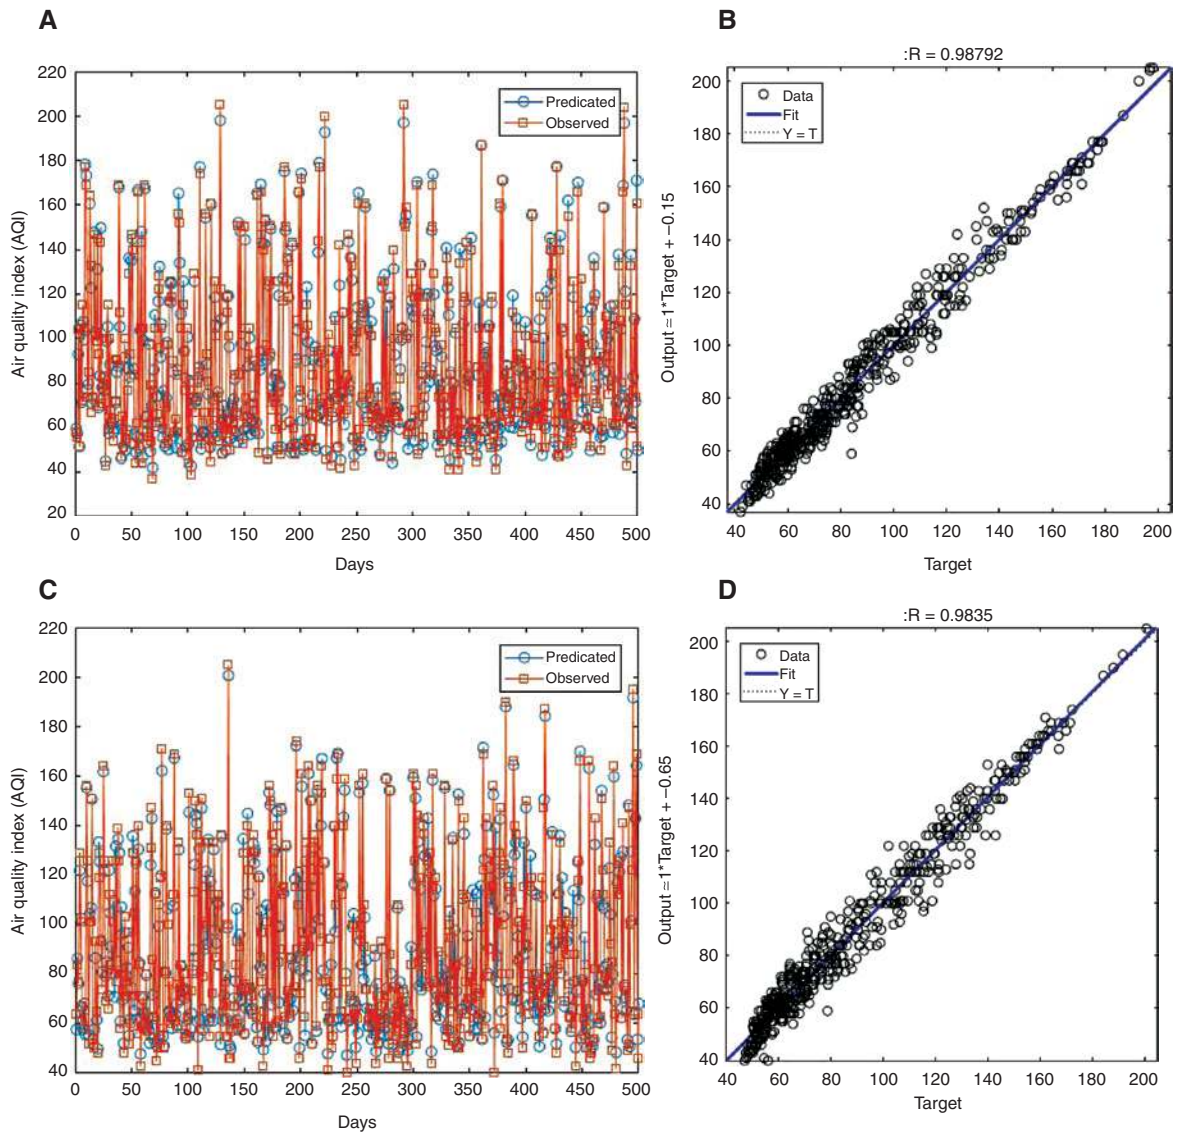 A
220
200
180
160
140
120
100
80
60
40
20
0 50 100 150 200 250 300 350 400 450 500
Air quality index (AQI)
Days
Predicated
Observed
B
:R = 0.98792
Data
Fit
Y = T
200
180
160
140
120
100
80
60
40
40 60 80 100 120 140 160 180 200
Output ≃1*Target + −0.15
Target
C
220
200
180
160
140
120
100
80
60
40
0 50 100 150 200 250 300 350 400 450 500
Air quality index (AQI)
Days
Predicated
Observed
D
:R = 0.9835
Data
Fit
Y = T
200
180
160
140
120
100
80
60
40
40 60 80 100 120 140 160 180 200
Output ≃1*Target + −0.65
Target